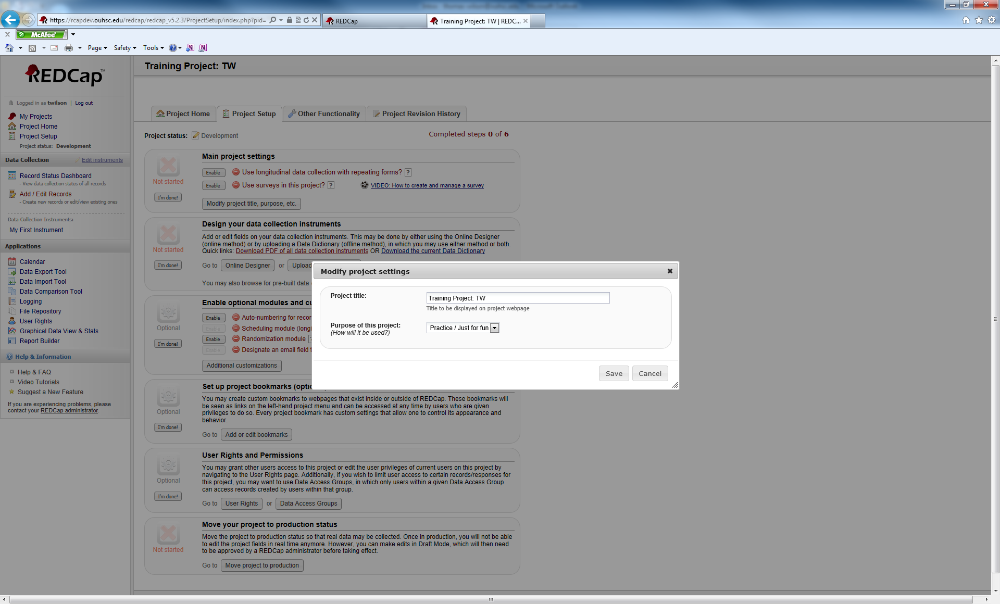 https://rcapdev.ouhsc.edu/redcap/redcap_v5.2.3/ProjectSetup/index.php?pid=
REDCap
Training Project: TW | REDC...
McAfee
Page
Safety
Tools
REDCap™
Logged in as twilson | Log out
My Projects
Project Home
Project Setup
Project status: Development
Data Collection
Edit instruments
Record Status Dashboard
- View data collection status of all records
Add / Edit Records
- Create new records or edit/view existing ones
Data Collection Instruments:
My First Instrument
Applications
Calendar
Data Export Tool
Data Import Tool
Data Comparison Tool
Logging
File Repository
User Rights
Graphical Data View & Stats
Report Builder
Help & Information
Help & FAQ
Video Tutorials
Suggest a New Feature
If you are experiencing problems, please
contact your REDCap administrator.
Training Project: TW
Project Home
Project Setup
Other Functionality
Project Revision History
Project status: Development
Completed steps 0 of 6
Not started
I'm done!
Main project settings
Enable Use longitudinal data collection with repeating forms? ?
Enable Use surveys in this project? ? VIDEO: How to create and manage a survey
Modify project title, purpose, etc.
Not started
I'm done!
Design your data collection instruments
Add or edit fields on your data collection instruments. This may be done by either using the Online Designer
(online method) or by uploading a Data Dictionary (offline method), in which you may use either method or both.
Quick links: Download PDF of all data collection instruments OR Download the current Data Dictionary
Go to Online Designer or Upload
You may also browse for pre-built data
Optional
I'm done!
Enable optional modules and cu
Enable Auto-numbering for recor
Enable Scheduling module (longi
Enable Randomization module ?
Enable Designate an email field
Additional customizations
Modify project settings
Project title: Training Project: TW
Title to be displayed on project webpage
Purpose of this project: Practice / Just for fun
(How will it be used?)
Save Cancel
Optional
I'm done!
Set up project bookmarks (optio
You may create custom bookmarks to webpages that exist inside or outside of REDCap. These bookmarks will
be seen as links on the left-hand project menu and can be accessed at any time by users who are given
privileges to do so. Every project bookmark has custom settings that allow one to control its appearance and
behavior.
Go to Add or edit bookmarks
Optional
I'm done!
User Rights and Permissions
You may grant other users access to this project or edit the user privileges of current users on this project by
navigating to the User Rights page. Additionally, if you wish to limit user access to certain records/responses for
this project, you may want to use Data Access Groups, in which only users within a given Data Access Group
can access records created by users within that group.
Go to User Rights or Data Access Groups
Not started
Move your project to production status
Move the project to production status so that real data may be collected. Once in production, you will not be able
to edit the project fields in real time anymore. However, you can make edits in Draft Mode, which will then need
to be approved by a REDCap administrator before taking effect.
Go to Move project to production